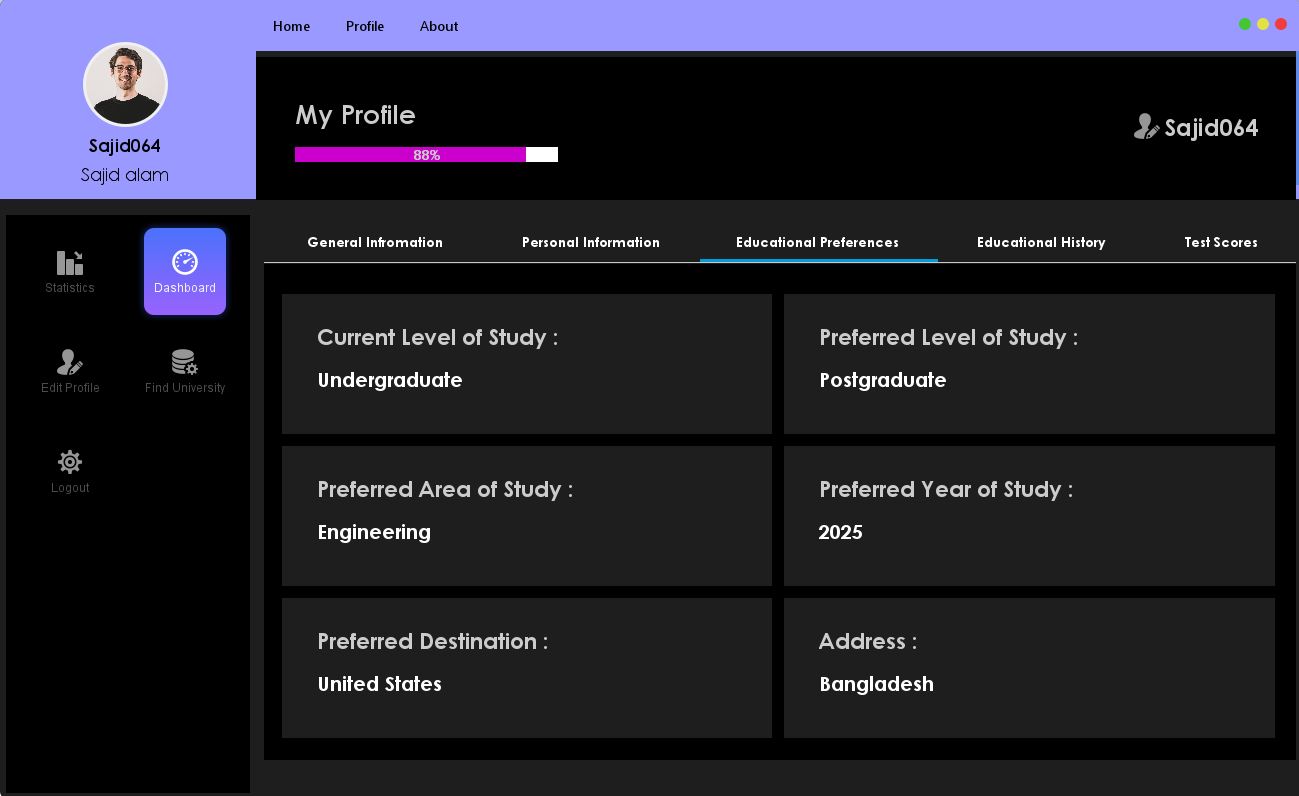 Home Profile About
Sajid064
Sajid alam
My Profile
88%
Sajid064
Statistics
Dashboard
Edit Profile
Find University
Logout
General Infromation Personal Information Educational Preferences Educational History Test Scores
Current Level of Study :
Undergraduate
Preferred Level of Study :
Postgraduate
Preferred Area of Study :
Engineering
Preferred Year of Study :
2025
Preferred Destination :
United States
Address :
Bangladesh